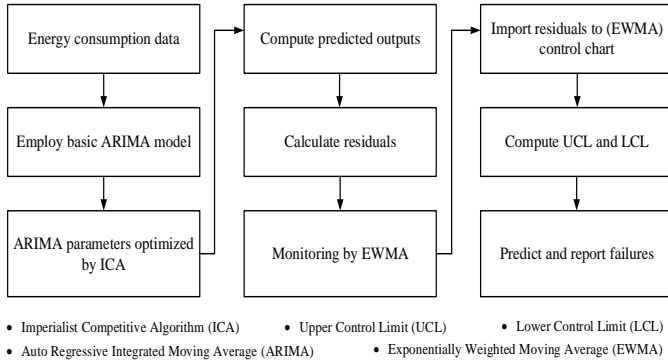 Energy consumption data
Employ basic ARIMA model
ARIMA parameters optimized
by ICA
Compute predicted outputs
Calculate residuals
Monitoring by EWMA
Import residuals to (EWMA)
control chart
Compute UCL and LCL
Predict and report failures
• Imperialist Competitive Algorithm (ICA)
• Upper Control Limit (UCL)
• Lower Control Limit (LCL)
• Auto Regressive Integrated Moving Average (ARIMA)
• Exponentially Weighted Moving Average (EWMA)